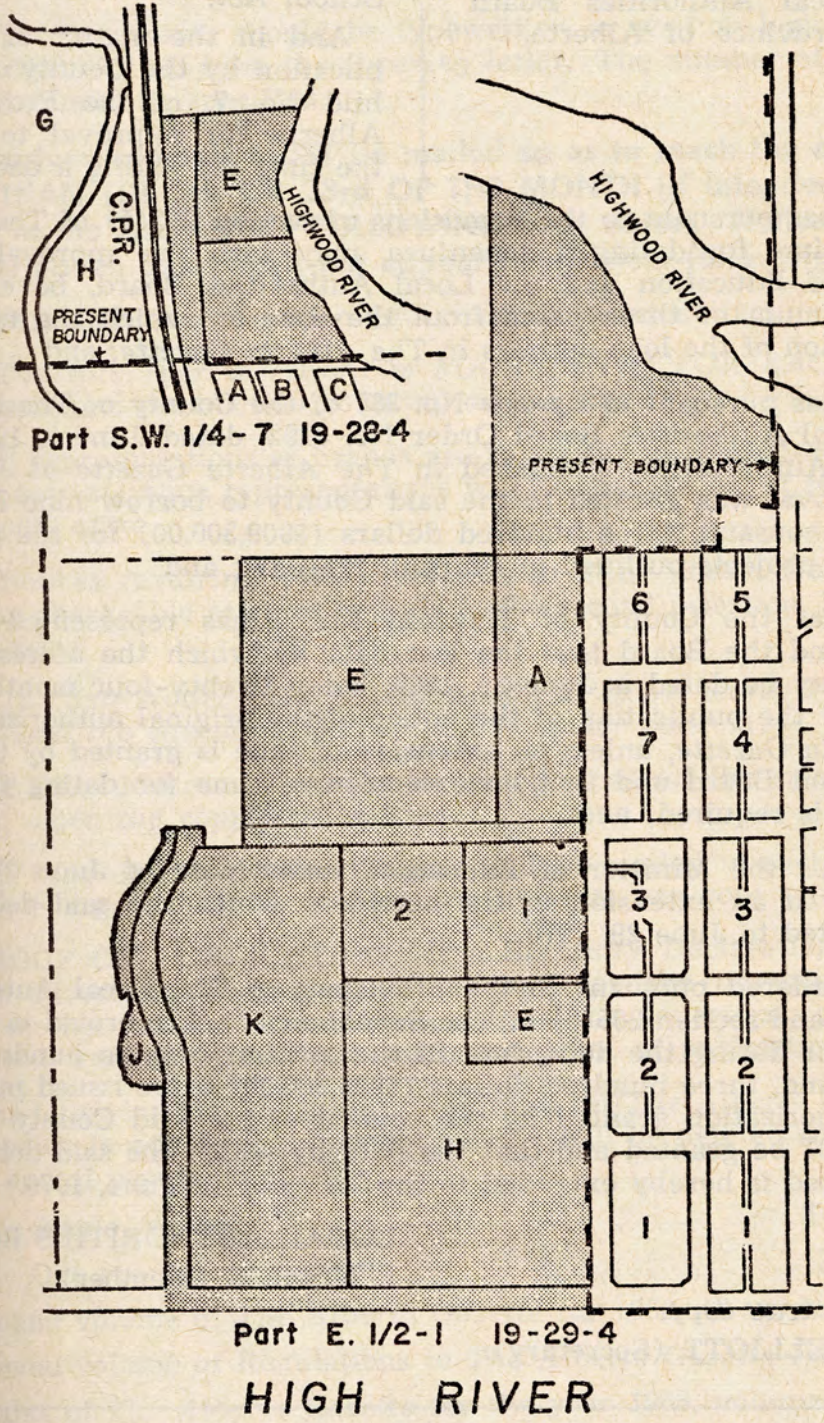 G
E
C.P.R.
HIGHWOOD RIVER
H
PRESENT
BOUNDARY
A B C
Part S.W. 1/4-7 19-28-4
HIGHWOOD RIVER
PRESENT BOUNDARY
6 5
E A
7 4
2 1 3 3
K E
J 2 2
H
1 1
Part E. 1/2-1 19-29-4
HIGH RIVER